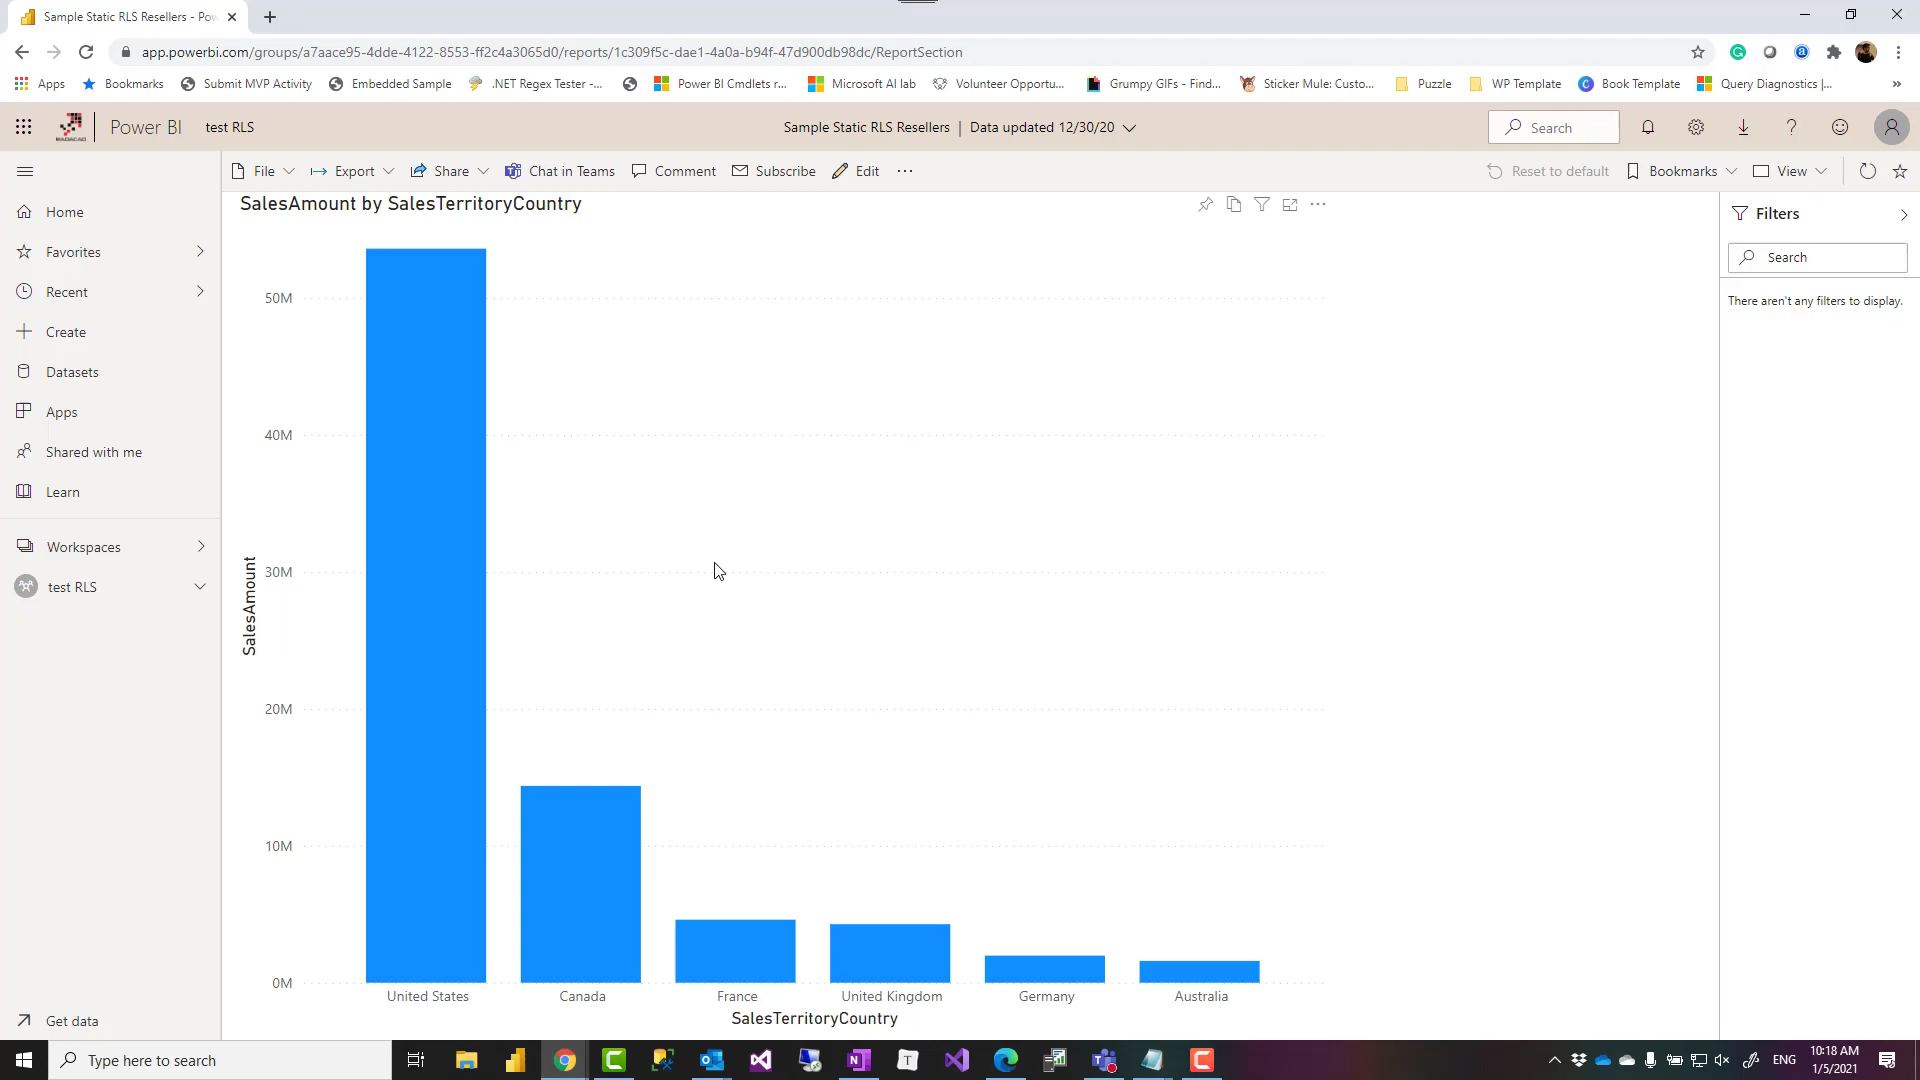 Sample Static RLS Resellers - Pow
app.powerbi.com/groups/a7aace95-4dde-4122-8553-ff2c4a3065d0/reports/1c309f5c-dae1-4a0a-b94f-47d900db98dc/ReportSection
Apps Bookmarks Submit MVP Activity Embedded Sample .NET Regex Tester -... Power BI Cmdlets r... Microsoft AI lab Volunteer Opportu... Grumpy GIFs - Find... Sticker Mule: Custo... Puzzle WP Template Book Template Query Diagnostics |... »
Power BI test RLS Sample Static RLS Resellers | Data updated 12/30/20 Search
File Export Share Chat in Teams Comment Subscribe Edit ... Reset to default Bookmarks View
Home
Favorites
Recent
Create
Datasets
Apps
Shared with me
Learn
Workspaces
test RLS
Get data
SalesAmount by SalesTerritoryCountry
SalesAmount
50M
40M
30M
20M
10M
0M
United States Canada France United Kingdom Germany Australia
SalesTerritoryCountry
Filters
Search
There aren't any filters to display.
Type here to search
ENG
10:18 AM
1/5/2021